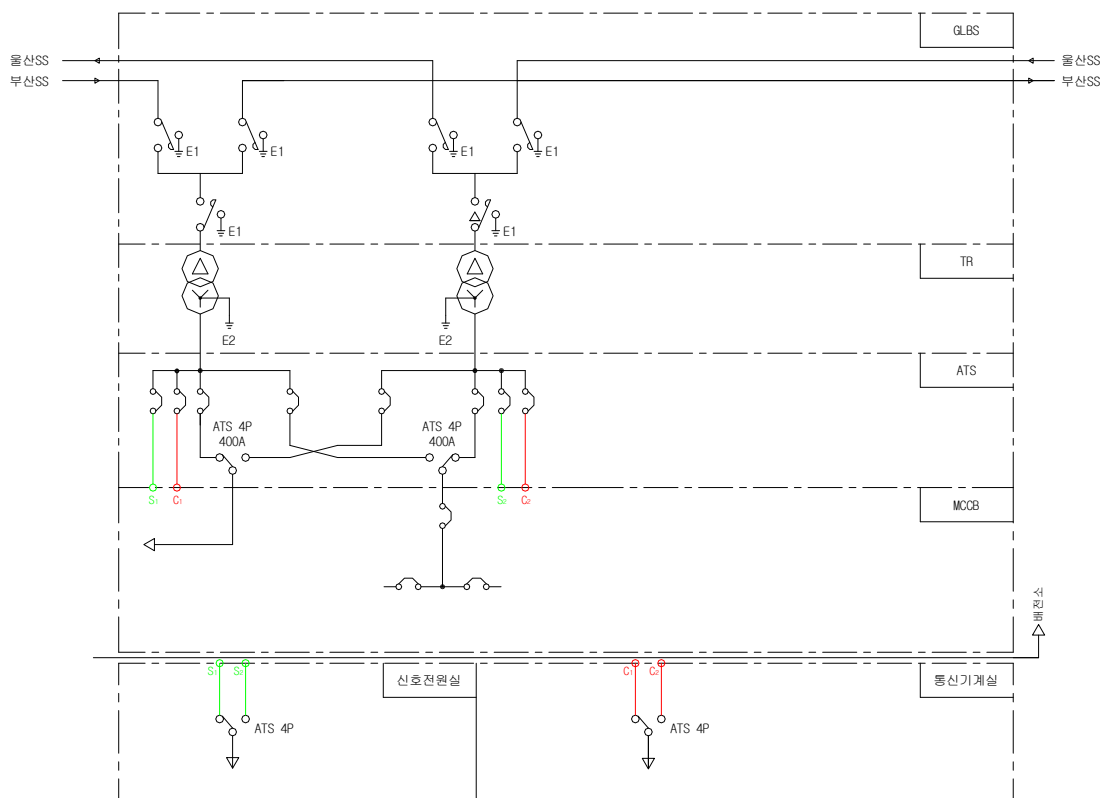 GLBS
울산SS
울산SS
부산SS
부산SS
E1
E1
E1
E1
E1
E1
TR
E2
E2
ATS
ATS 4P
400A
ATS 4P
400A
S1
C1
S2
C2
MCCB
배전소
S1
S2
신호전원실
C1
C2
통신기계실
ATS 4P
ATS 4P